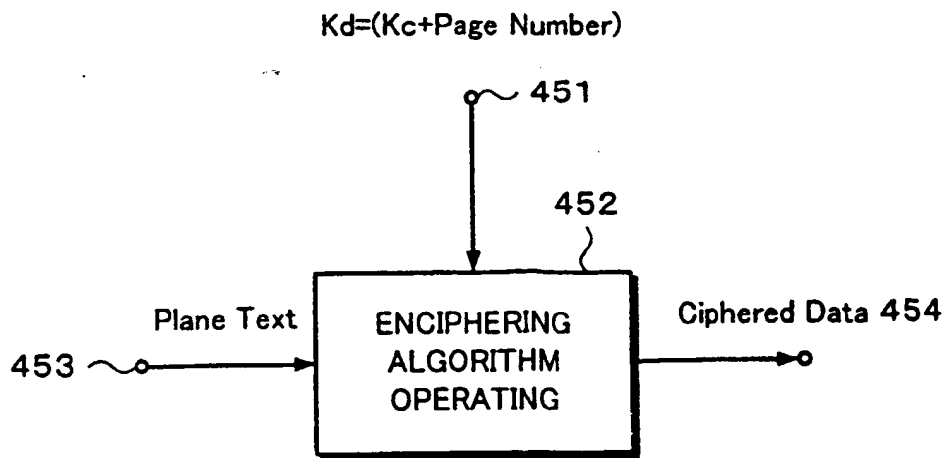 Kd=(Kc+Page Number)
451
452
Plane Text
Ciphered Data 454
453
ENCIPHERING
ALGORITHM
OPERATING